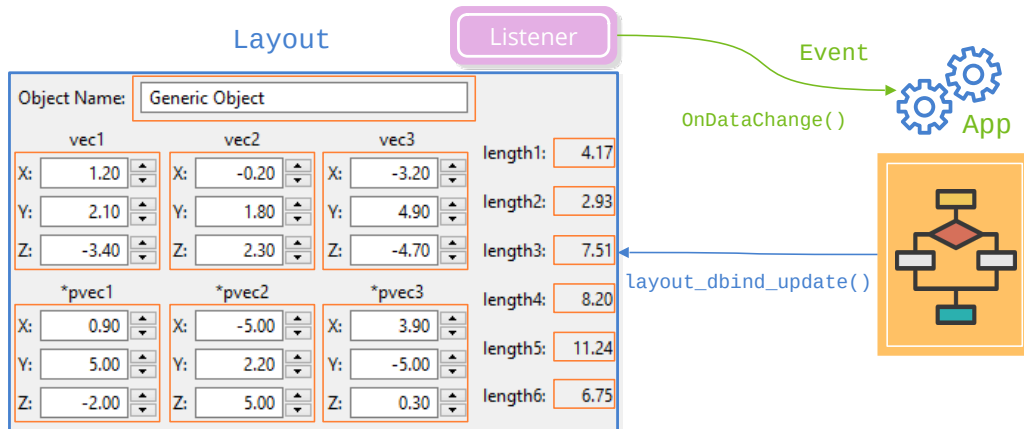 Layout
Listener
Event
OnDataChange()
App
Object Name: Generic Object
vec1 vec2 vec3
X: 1.20 X: -0.20 X: -3.20
Y: 2.10 Y: 1.80 Y: 4.90
Z: -3.40 Z: 2.30 Z: -4.70
*pvec1 *pvec2 *pvec3
X: 0.90 X: -5.00 X: 3.90
Y: 5.00 Y: 2.20 Y: -5.00
Z: -2.00 Z: 5.00 Z: 0.30
length1: 4.17
length2: 2.93
length3: 7.51
length4: 8.20
length5: 11.24
length6: 6.75
layout_dbind_update()